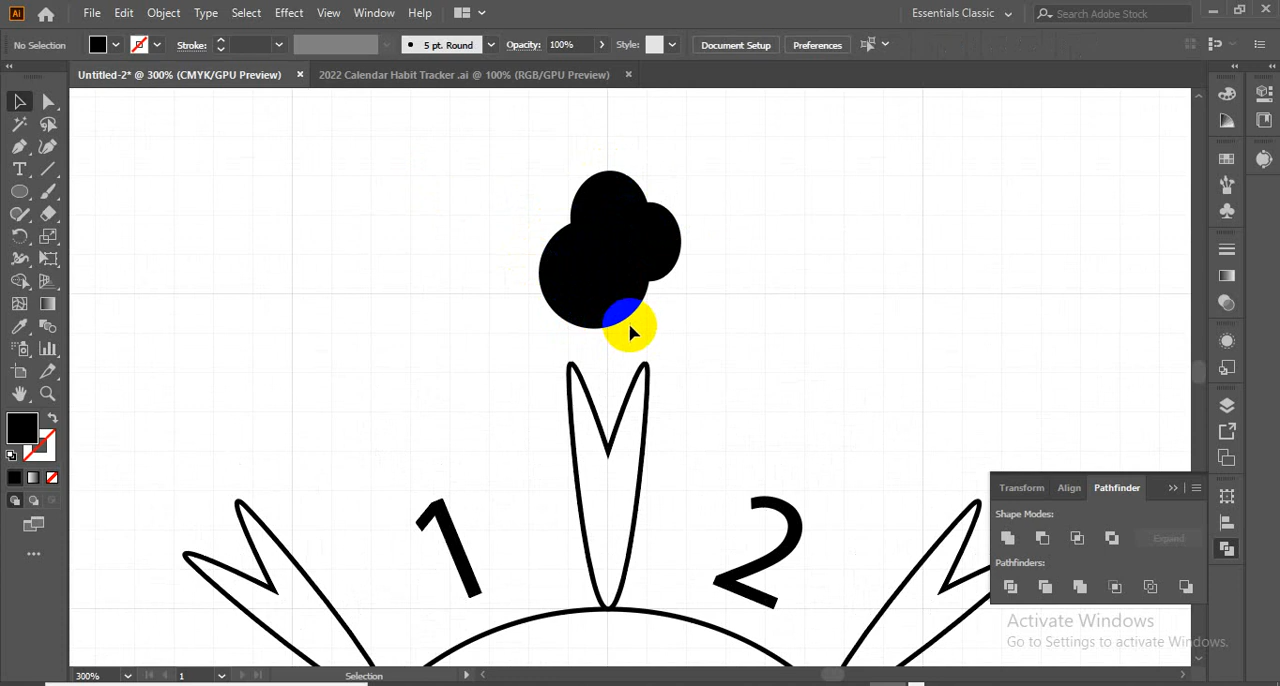 Ai File Edit Object Type Select Effect View Window Help Essentials Classic Search Adobe Stock
No Selection Stroke: 5 pt. Round Opacity: 100% Style: Document Setup Preferences
Untitled-2* @ 300% (CMYK/GPU Preview) × 2022 Calendar Habit Tracker .ai @ 100% (RGB/GPU Preview) ×
1 2
Transform Align Pathfinder
Shape Modes:
Expand
Pathfinders:
Activate Windows
Go to Settings to activate Windows.
300% 1 Selection